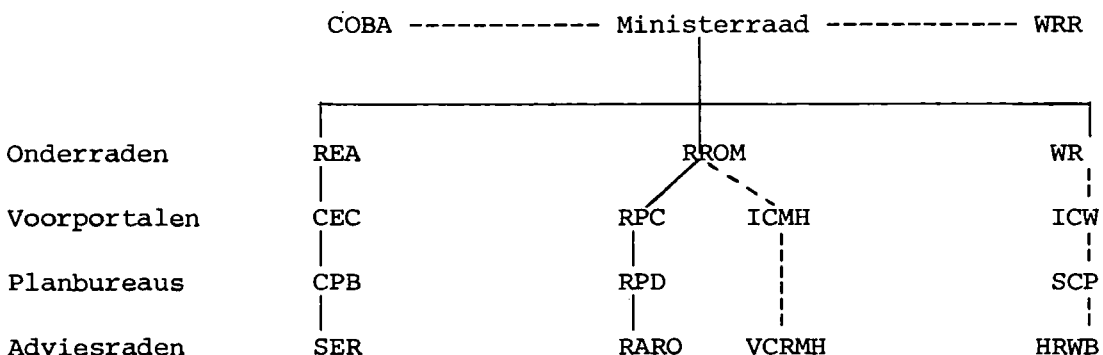 COBA Ministerraad WRR
Onderraden REA RROM WR
Voorportalen CEC RPC ICMH ICW
Planbureaus CPB RPD SCP
Adviesraden SER RARO VCRMH HRWB